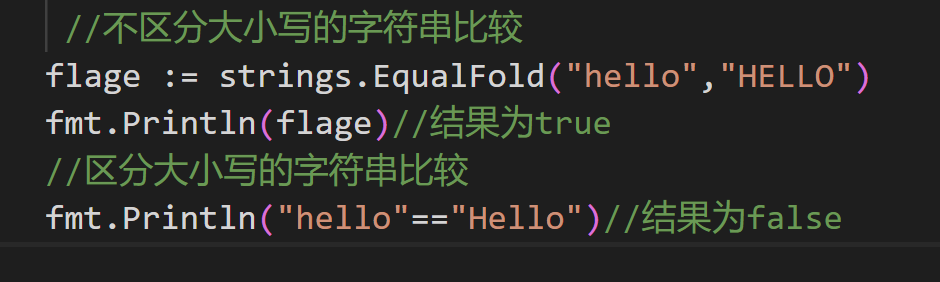 //不区分大小写的字符串比较
flage := strings.EqualFold("hello","HELLO")
fmt.Println(flage)//结果为true
//区分大小写的字符串比较
fmt.Println("hello"=="Hello")//结果为false